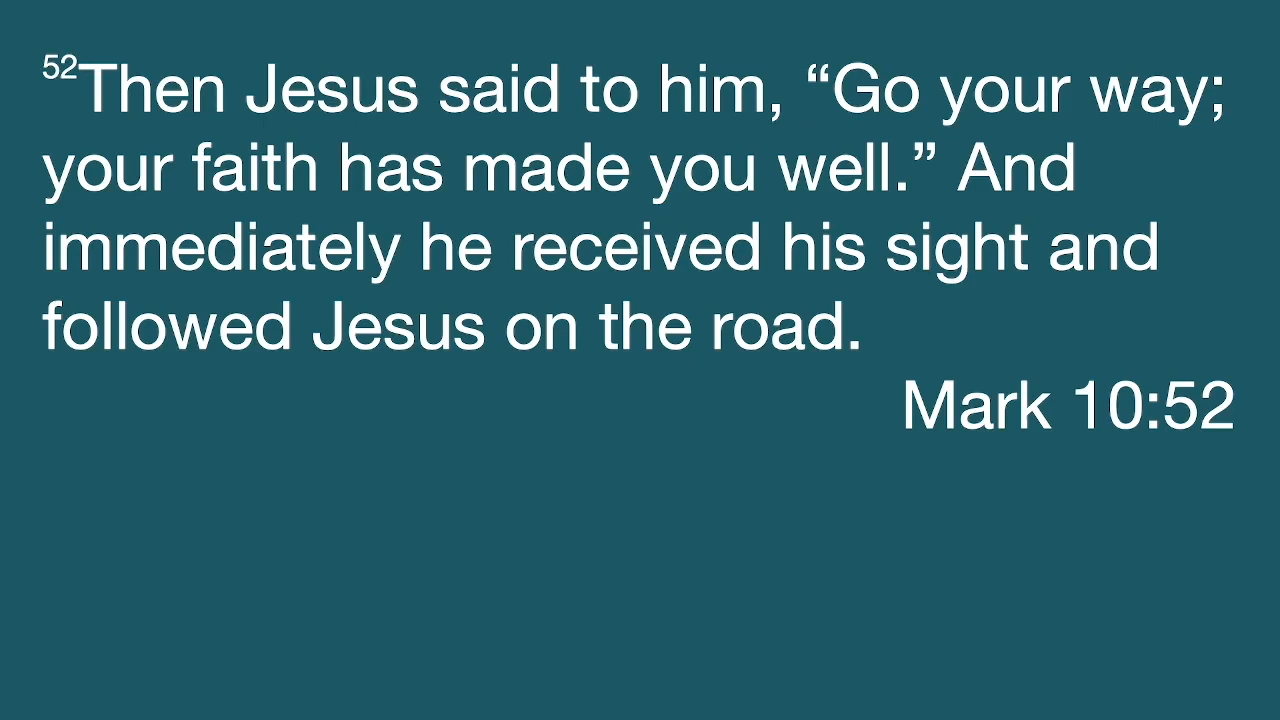 52Then Jesus said to him, “Go your way;
your faith has made you well.” And
immediately he received his sight and
followed Jesus on the road.
Mark 10:52